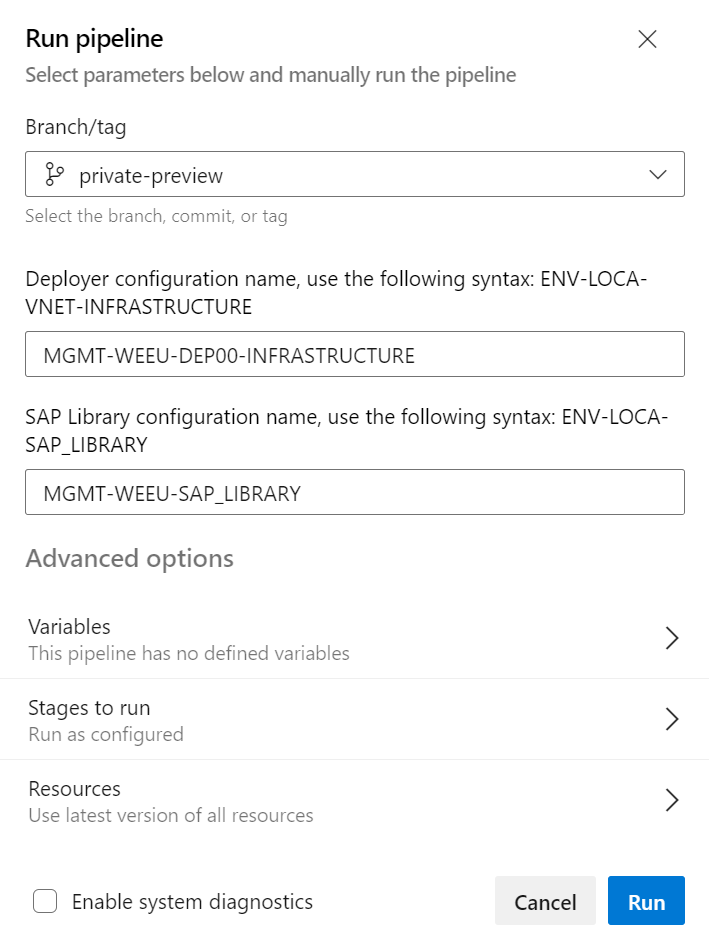 Run pipeline
Select parameters below and manually run the pipeline
Branch/tag
private-preview
Select the branch, commit, or tag
Deployer configuration name, use the following syntax: ENV-LOCA-
VNET-INFRASTRUCTURE
MGMT-WEEU-DEP00-INFRASTRUCTURE
SAP Library configuration name, use the following syntax: ENV-LOCA-
SAP_LIBRARY
MGMT-WEEU-SAP_LIBRARY
Advanced options
Variables
This pipeline has no defined variables
Stages to run
Run as configured
Resources
Use latest version of all resources
Enable system diagnostics
Cancel
Run